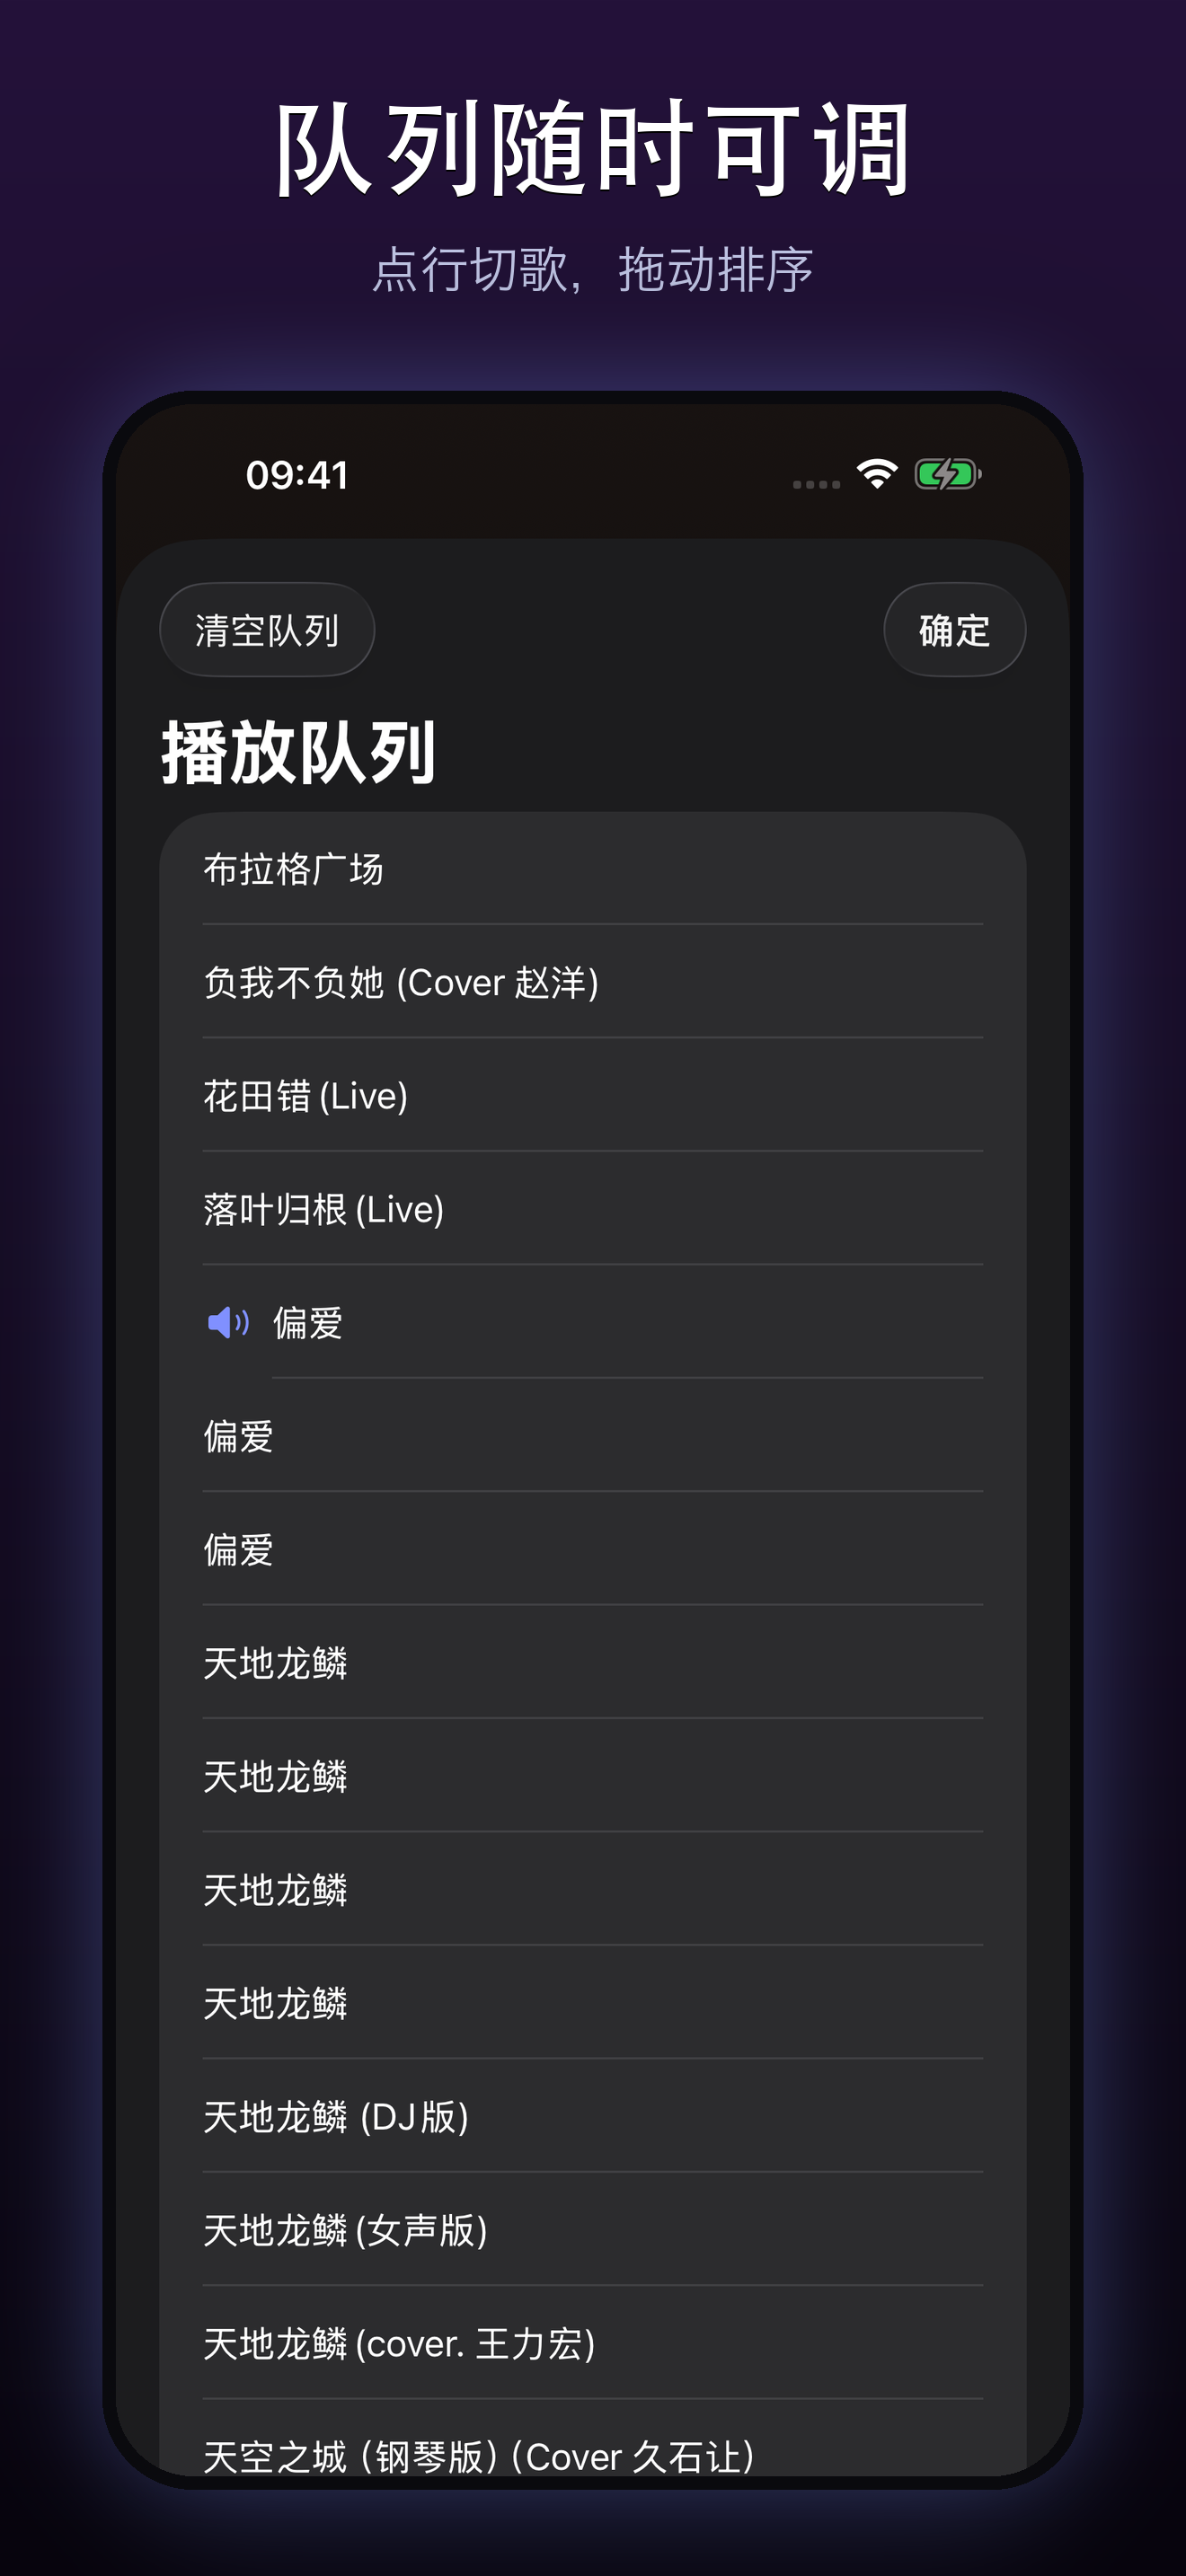 队列随时可调
点行切歌，拖动排序
09:41
清空队列
确定
播放队列
布拉格广场
负我不负她 (Cover 赵洋)
花田错 (Live)
落叶归根 (Live)
偏爱
偏爱
偏爱
天地龙鳞
天地龙鳞
天地龙鳞
天地龙鳞
天地龙鳞 (DJ版)
天地龙鳞 (女声版)
天地龙鳞 (cover. 王力宏)
天空之城（钢琴版）(Cover 久石让)